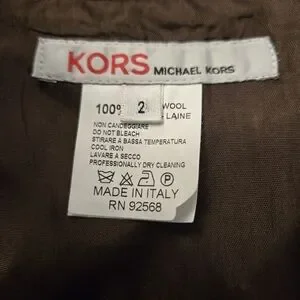 KORS MICHAEL KORS
2
100% WOOL
LAINE
NON CANDEGGIARE
DO NOT BLEACH
STIRARE A BASSA TEMPERATURA
COOL IRON
LAVARE A SECCO
PROFESSIONALLY DRY CLEANING
MADE IN ITALY
RN 92568